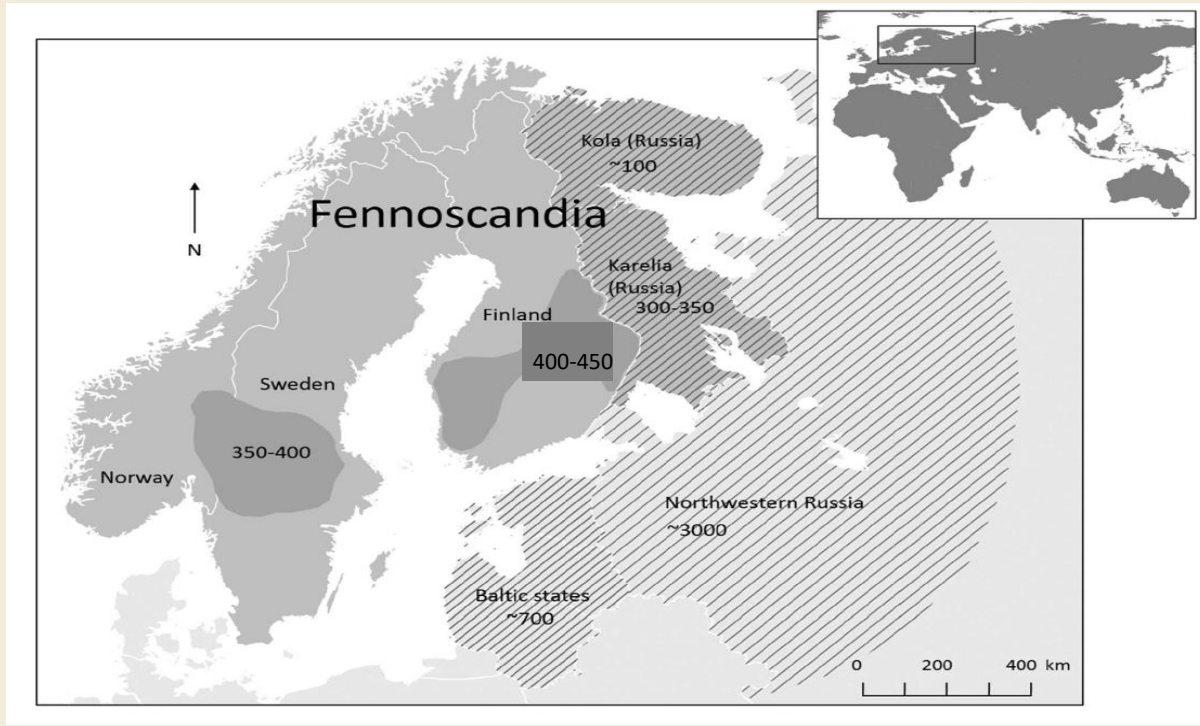 Kola (Russia)
~100
Fennoscandia
N
Karelia
(Russia)
300-350
Finland
400-450
Sweden
350-400
Norway
Northwestern Russia
~3000
Baltic states
~700
0 200 400 km